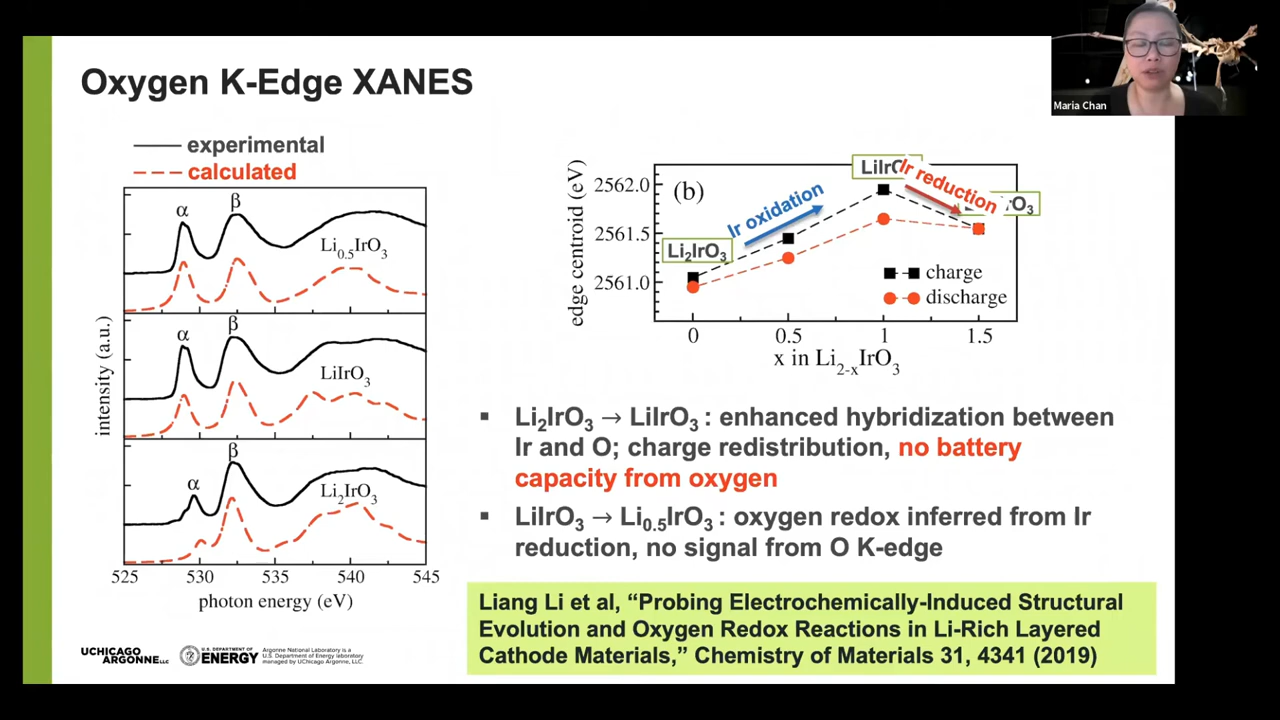 Oxygen K-Edge XANES
Maria Chan
experimental
calculated
α
β
Li0.5IrO3
α
β
LiIrO3
α
β
Li2IrO3
intensity (a.u.)
525 530 535 540 545
photon energy (eV)
(b)
edge centroid (eV)
2562.0
2561.5
2561.0
Li2IrO3
Ir oxidation
Ir reduction
charge
discharge
0 0.5 1 1.5
x in Li2-xIrO3
▪ Li2IrO3 → LiIrO3 : enhanced hybridization between
Ir and O; charge redistribution, no battery
capacity from oxygen
▪ LiIrO3 → Li0.5IrO3 : oxygen redox inferred from Ir
reduction, no signal from O K-edge
Liang Li et al, “Probing Electrochemically-Induced Structural
Evolution and Oxygen Redox Reactions in Li-Rich Layered
Cathode Materials,” Chemistry of Materials 31, 4341 (2019)
UCHICAGO
ARGONNE LLC
U.S. DEPARTMENT OF
ENERGY
Argonne National Laboratory is a
U.S. Department of Energy laboratory
managed by UChicago Argonne, LLC.